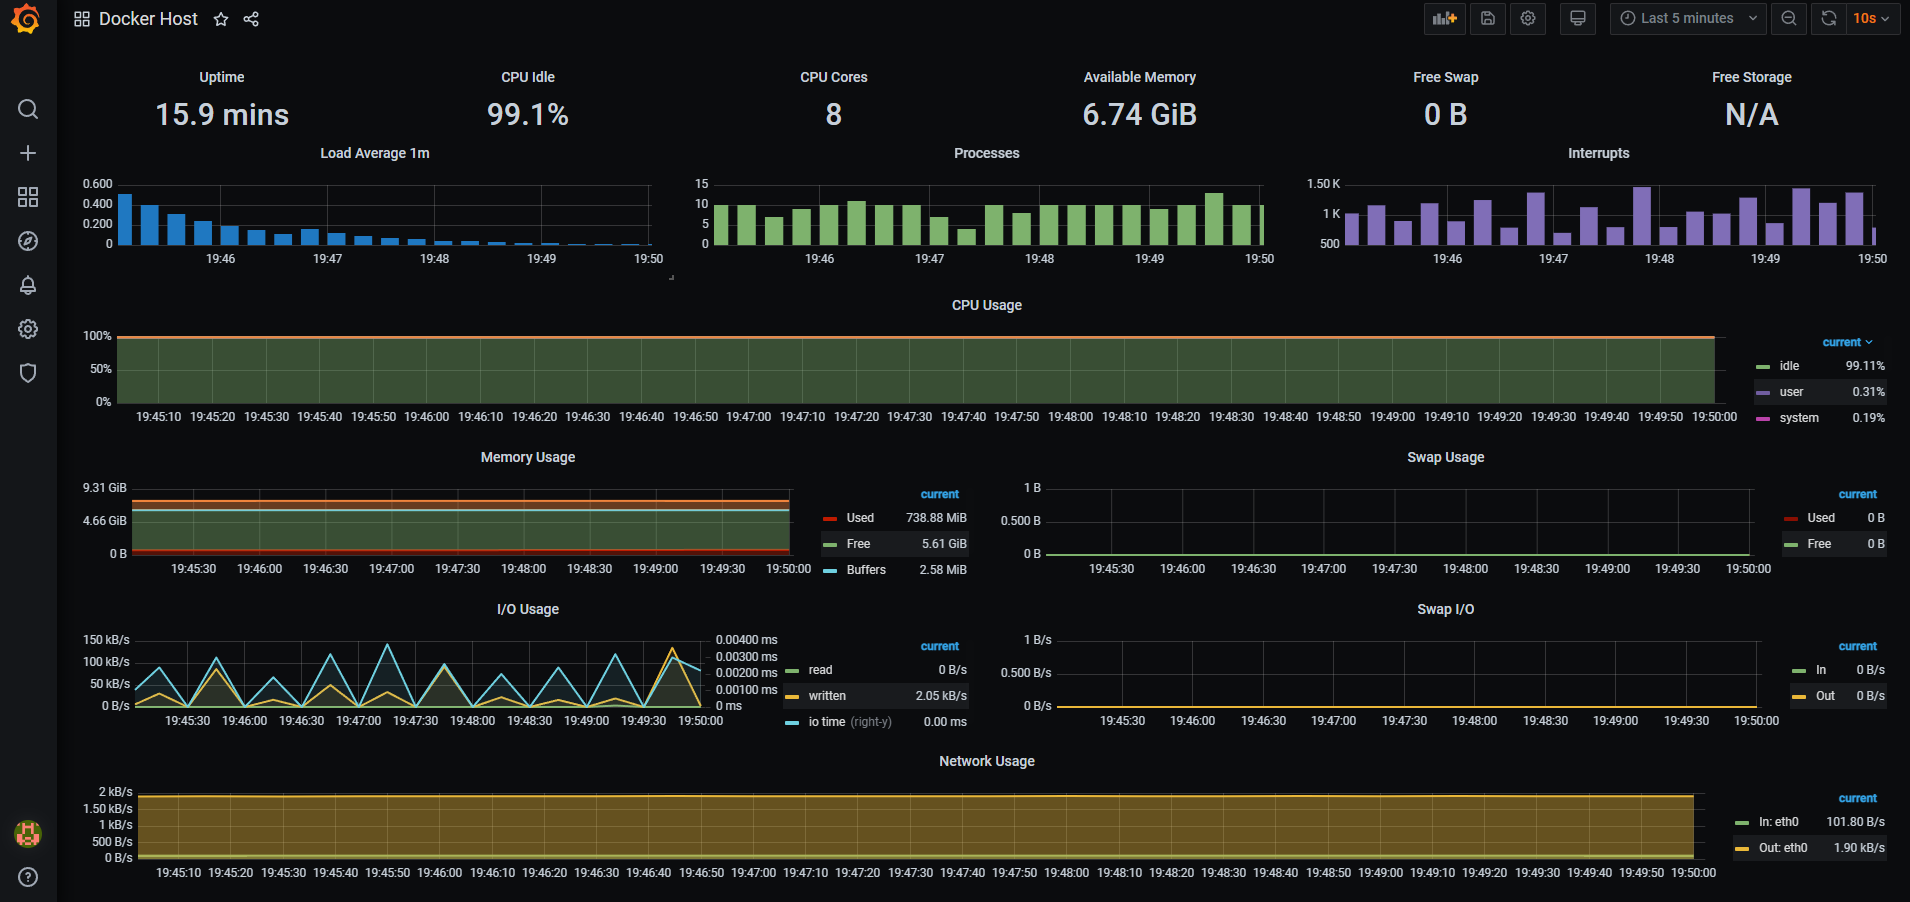 Docker Host
Last 5 minutes
10s
Uptime
15.9 mins
CPU Idle
99.1%
CPU Cores
8
Available Memory
6.74 GiB
Free Swap
0 B
Free Storage
N/A
Load Average 1m
0.600
0.400
0.200
0
19:46 19:47 19:48 19:49 19:50
Processes
15
10
5
0
19:46 19:47 19:48 19:49 19:50
Interrupts
1.50 K
1 K
500
19:46 19:47 19:48 19:49 19:50
CPU Usage
100%
50%
0%
19:45:10 19:45:20 19:45:30 19:45:40 19:45:50 19:46:00 19:46:10 19:46:20 19:46:30 19:46:40 19:46:50 19:47:00 19:47:10 19:47:20 19:47:30 19:47:40 19:47:50 19:48:00 19:48:10 19:48:20 19:48:30 19:48:40 19:48:50 19:49:00 19:49:10 19:49:20 19:49:30 19:49:40 19:49:50 19:50:00
current
idle 99.11%
user 0.31%
system 0.19%
Memory Usage
9.31 GiB
4.66 GiB
0 B
19:45:30 19:46:00 19:46:30 19:47:00 19:47:30 19:48:00 19:48:30 19:49:00 19:49:30 19:50:00
current
Used 738.88 MiB
Free 5.61 GiB
Buffers 2.58 MiB
Swap Usage
1 B
0.500 B
0 B
19:45:30 19:46:00 19:46:30 19:47:00 19:47:30 19:48:00 19:48:30 19:49:00 19:49:30 19:50:00
current
Used 0 B
Free 0 B
I/O Usage
150 kB/s
100 kB/s
50 kB/s
0 B/s
0.00400 ms
0.00300 ms
0.00200 ms
0.00100 ms
0 ms
19:45:30 19:46:00 19:46:30 19:47:00 19:47:30 19:48:00 19:48:30 19:49:00 19:49:30 19:50:00
current
read 0 B/s
written 2.05 kB/s
io time (right-y) 0.00 ms
Swap I/O
1 B/s
0.500 B/s
0 B/s
19:45:30 19:46:00 19:46:30 19:47:00 19:47:30 19:48:00 19:48:30 19:49:00 19:49:30 19:50:00
current
In 0 B/s
Out 0 B/s
Network Usage
2 kB/s
1.50 kB/s
1 kB/s
500 B/s
0 B/s
19:45:10 19:45:20 19:45:30 19:45:40 19:45:50 19:46:00 19:46:10 19:46:20 19:46:30 19:46:40 19:46:50 19:47:00 19:47:10 19:47:20 19:47:30 19:47:40 19:47:50 19:48:00 19:48:10 19:48:20 19:48:30 19:48:40 19:48:50 19:49:00 19:49:10 19:49:20 19:49:30 19:49:40 19:49:50 19:50:00
current
In: eth0 101.80 B/s
Out: eth0 1.90 kB/s